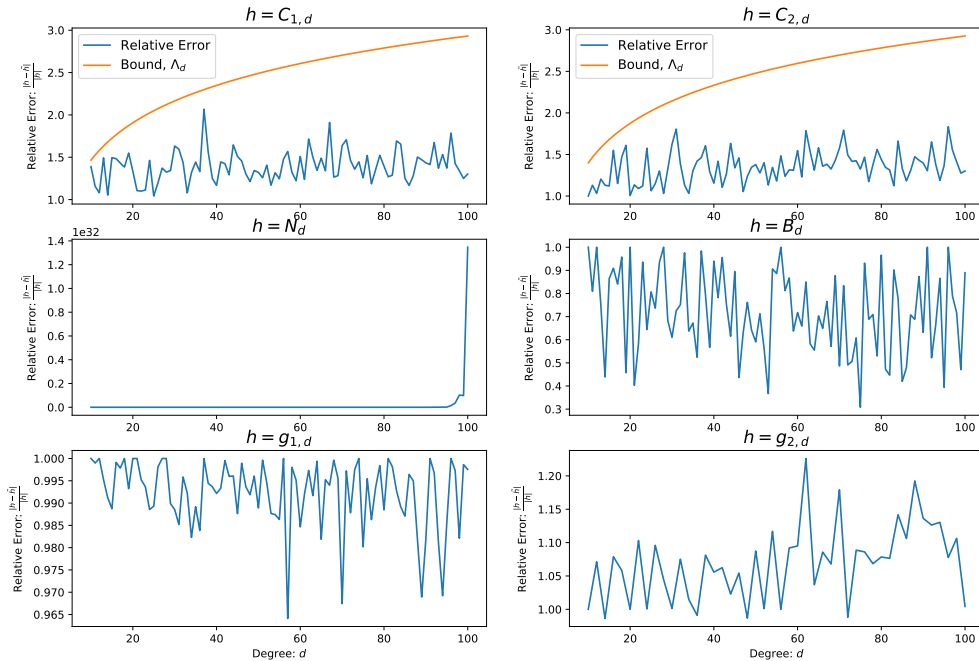 h = C₁,d
Relative Error: |h − ĥ| / |h|
3.0
2.5
2.0
1.5
1.0
Relative Error
Bound, Λ_d
20 40 60 80 100
h = C₂,d
Relative Error: |h − ĥ| / |h|
3.0
2.5
2.0
1.5
1.0
Relative Error
Bound, Λ_d
20 40 60 80 100
h = N_d
1e32
Relative Error: |h − ĥ| / |h|
1.4
1.2
1.0
0.8
0.6
0.4
0.2
0.0
20 40 60 80 100
h = B_d
Relative Error: |h − ĥ| / |h|
1.0
0.9
0.8
0.7
0.6
0.5
0.4
0.3
20 40 60 80 100
h = g₁,d
Relative Error: |h − ĥ| / |h|
1.000
0.995
0.990
0.985
0.980
0.975
0.970
0.965
20 40 60 80 100
Degree: d
h = g₂,d
Relative Error: |h − ĥ| / |h|
1.20
1.15
1.10
1.05
1.00
20 40 60 80 100
Degree: d